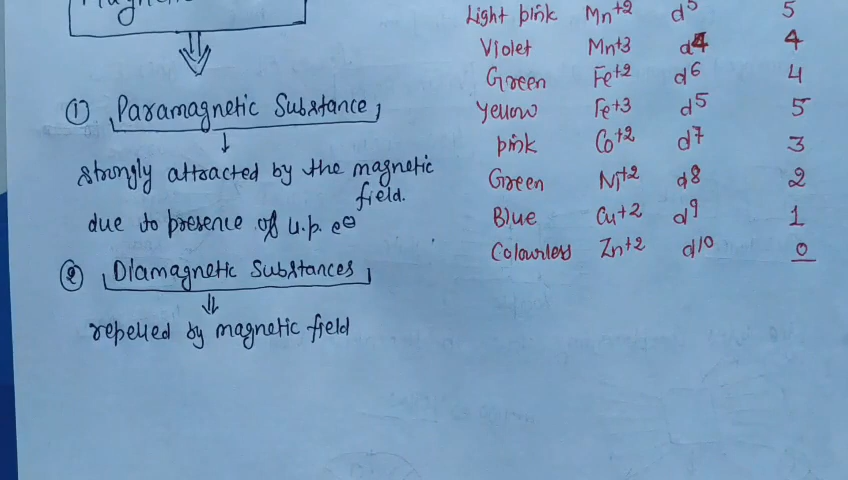 Magnetic
① Paramagnetic Substance
strongly attracted by the magnetic
field.
due to presence of u.p. e⊖
② Diamagnetic Substances
repelled by magnetic field
Light pink Mn+2 d5 5
Violet Mn+3 d4 4
Green Fe+2 d6 4
Yellow Fe+3 d5 5
pink Co+2 d7 3
Green Ni+2 d8 2
Blue Cu+2 d9 1
Colourless Zn+2 d10 0